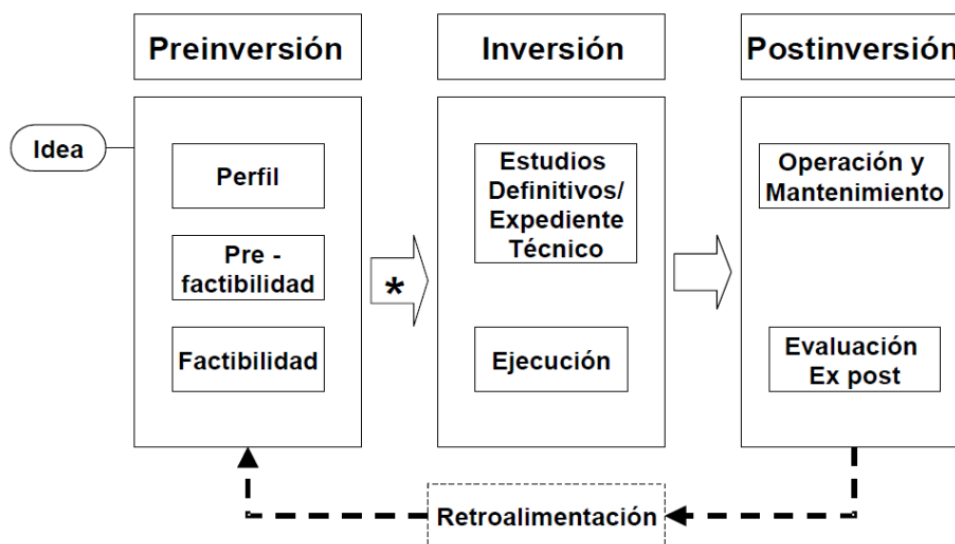 Preinversión
Inversión
Postinversión
Idea
Perfil
Pre -
factibilidad
Factibilidad
*
Estudios
Definitivos/
Expediente
Técnico
Ejecución
Operación y
Mantenimiento
Evaluación
Ex post
Retroalimentación